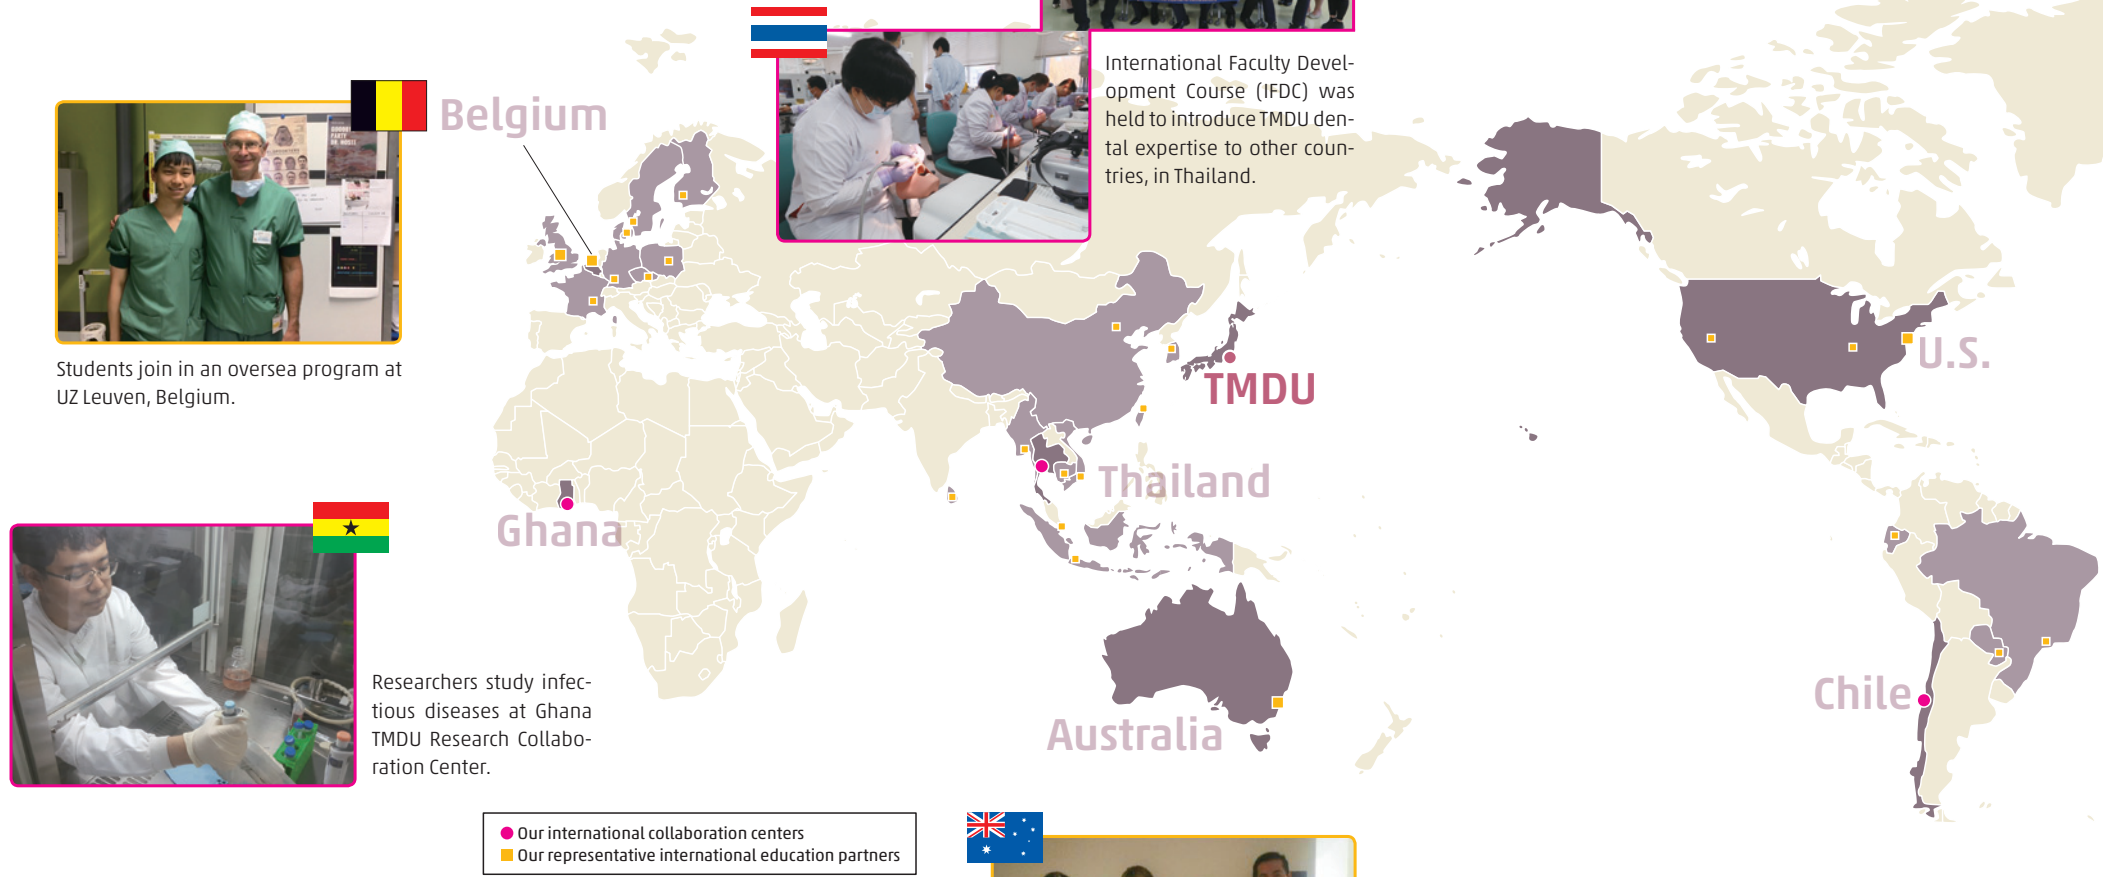 International Faculty Devel-
opment Course (IFDC) was
held to introduce TMDU den-
tal expertise to other coun-
tries, in Thailand.
Belgium
Students join in an oversea program at
UZ Leuven, Belgium.
TMDU
U.S.
Thailand
Ghana
Researchers study infec-
tious diseases at Ghana
TMDU Research Collabo-
ration Center.
Chile
Australia
Our international collaboration centers
Our representative international education partners